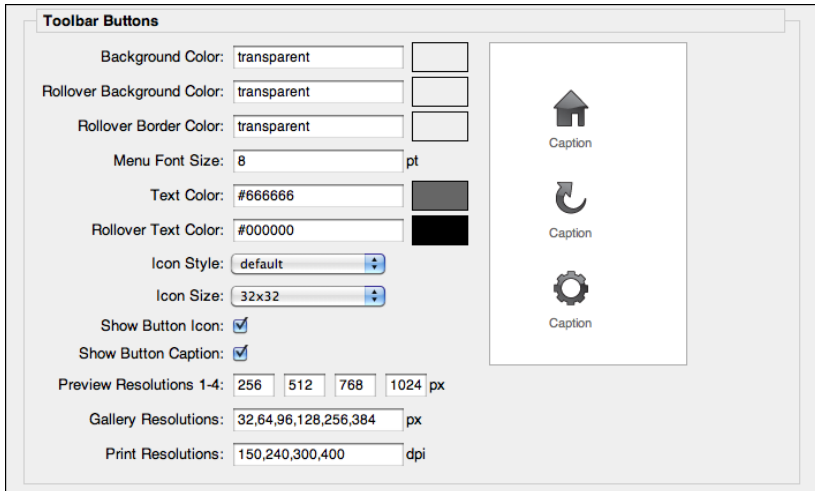 Toolbar Buttons
Background Color: transparent
Rollover Background Color: transparent
Rollover Border Color: transparent
Menu Font Size: 8 pt
Text Color: #666666
Rollover Text Color: #000000
Icon Style: default
Icon Size: 32x32
Show Button Icon:
Show Button Caption:
Preview Resolutions 1-4: 256 512 768 1024 px
Gallery Resolutions: 32,64,96,128,256,384 px
Print Resolutions: 150,240,300,400 dpi
Caption
Caption
Caption